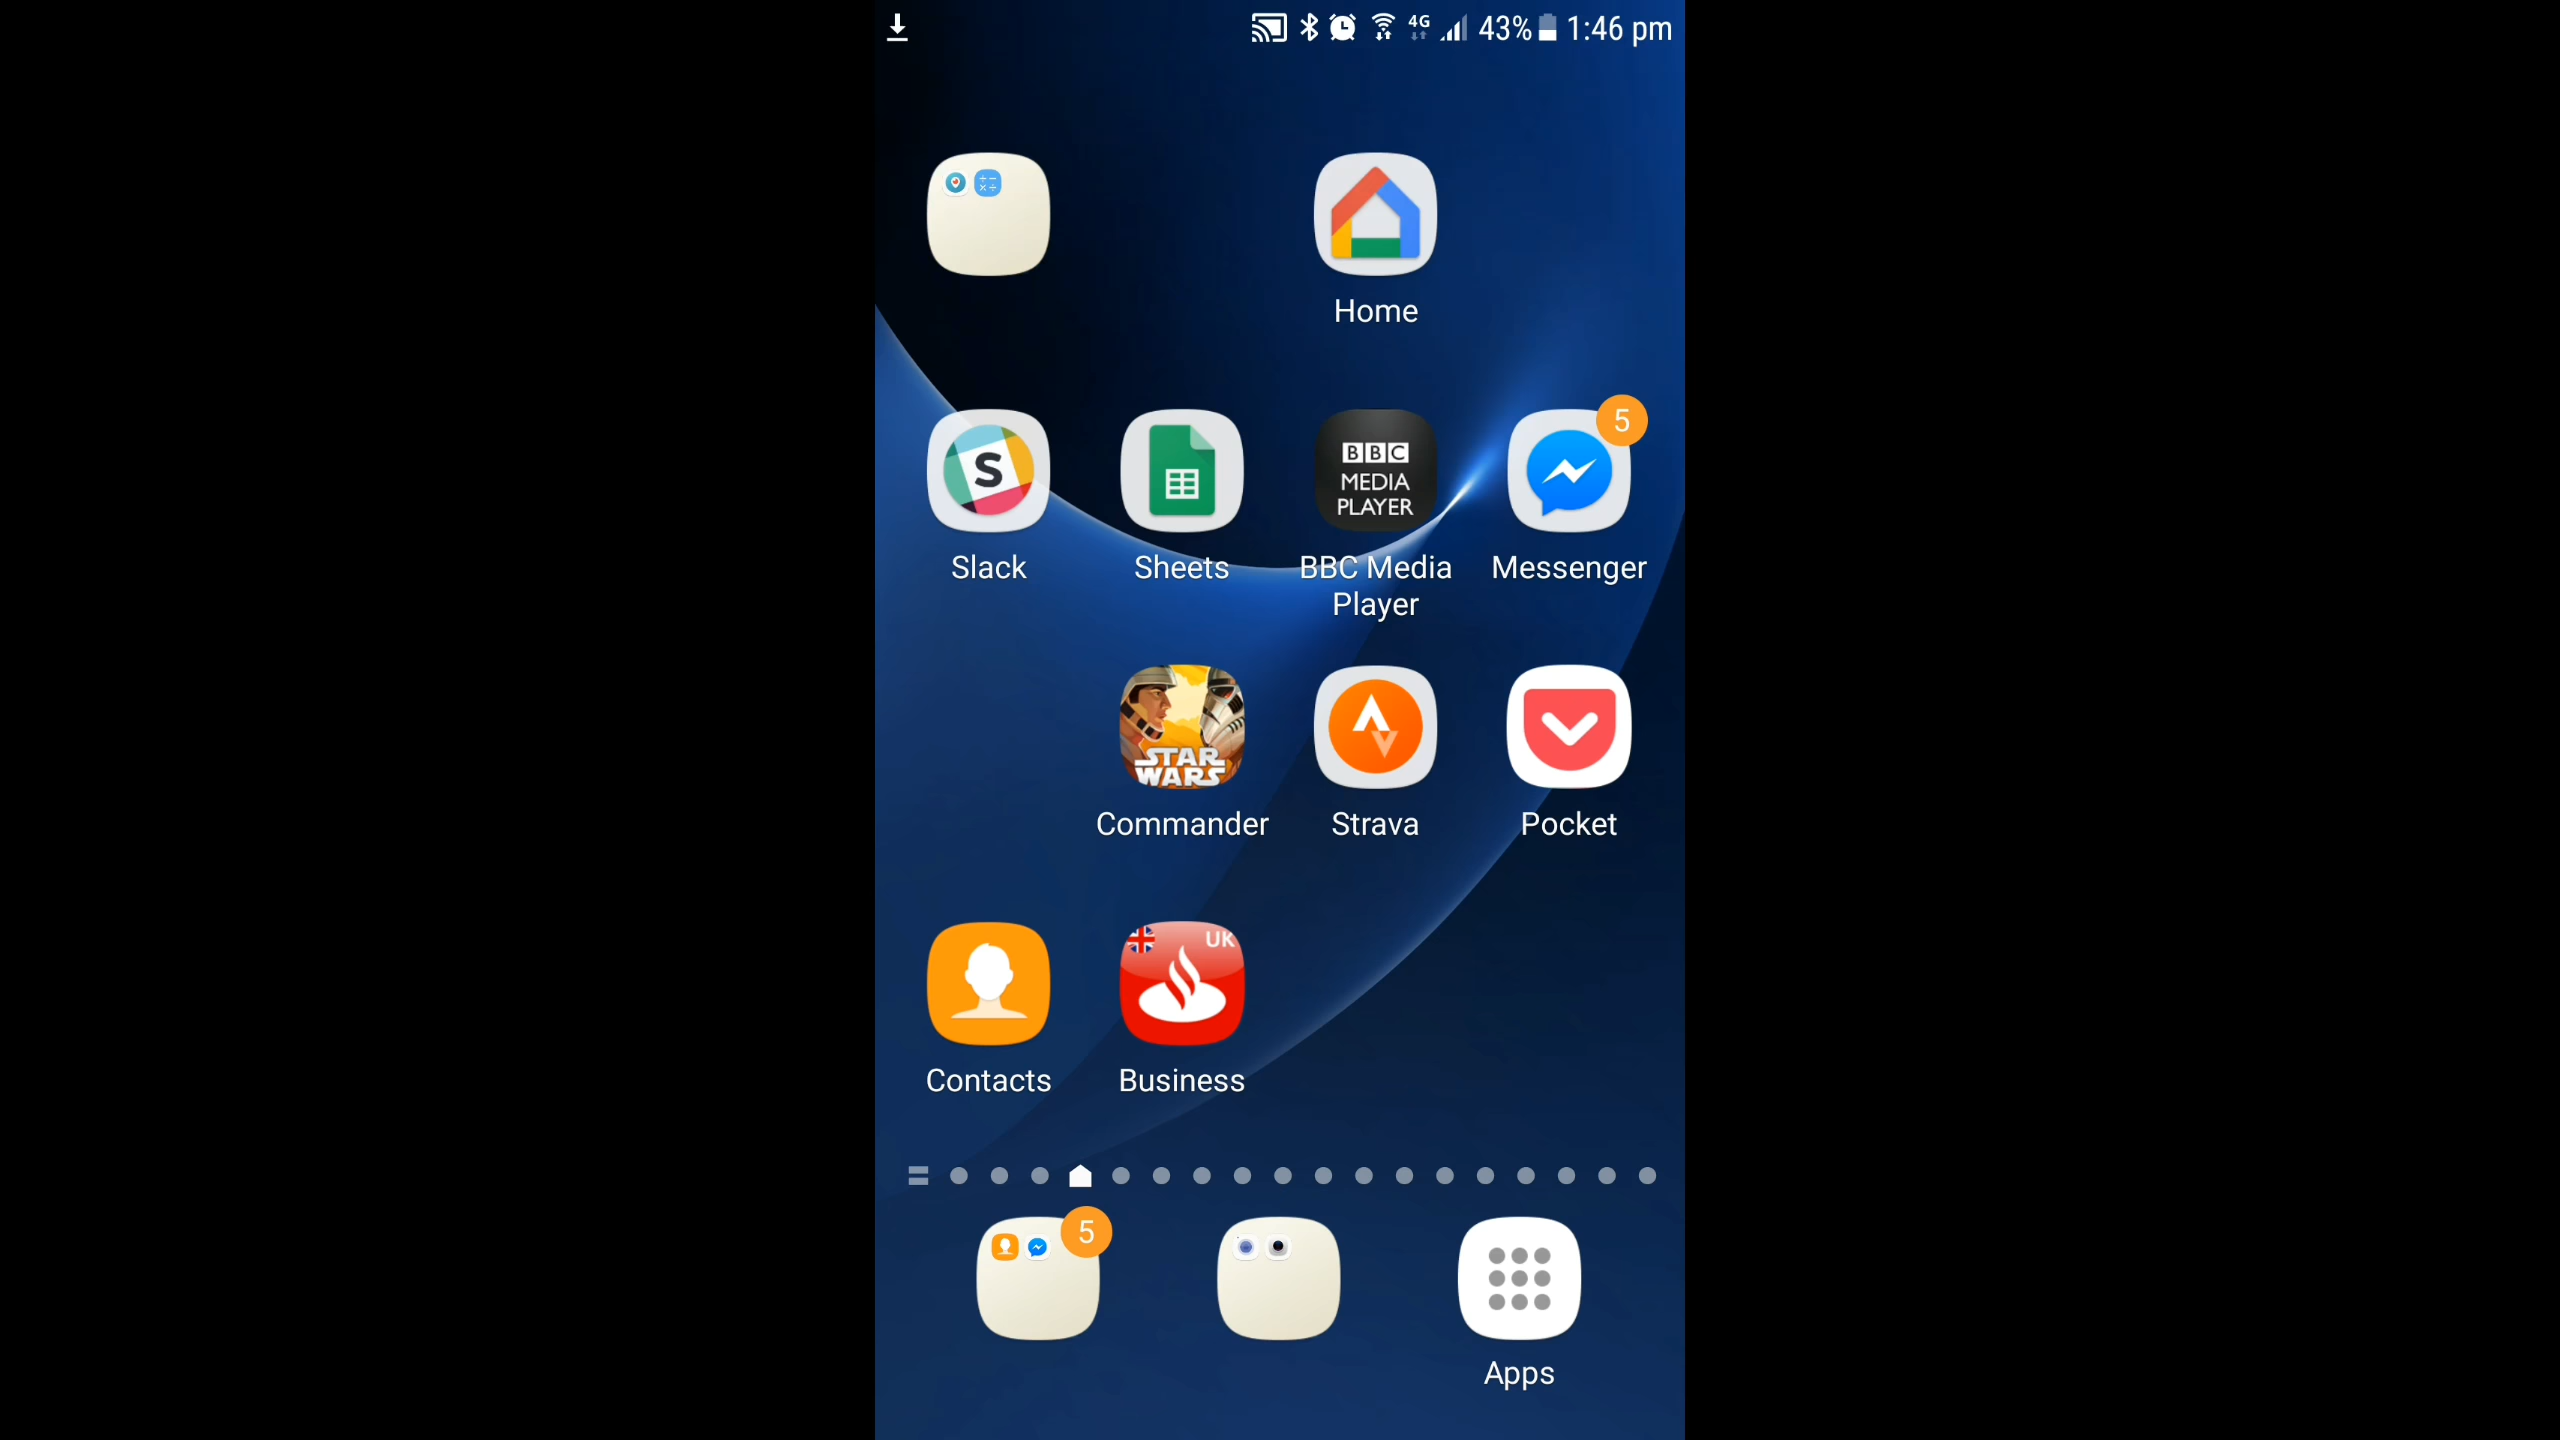 4G 43% 1:46 pm
Home
S
BBC
MEDIA
PLAYER
5
Slack Sheets BBC Media Messenger
Player
STAR
WARS
Commander Strava Pocket
UK
Contacts Business
5
Apps